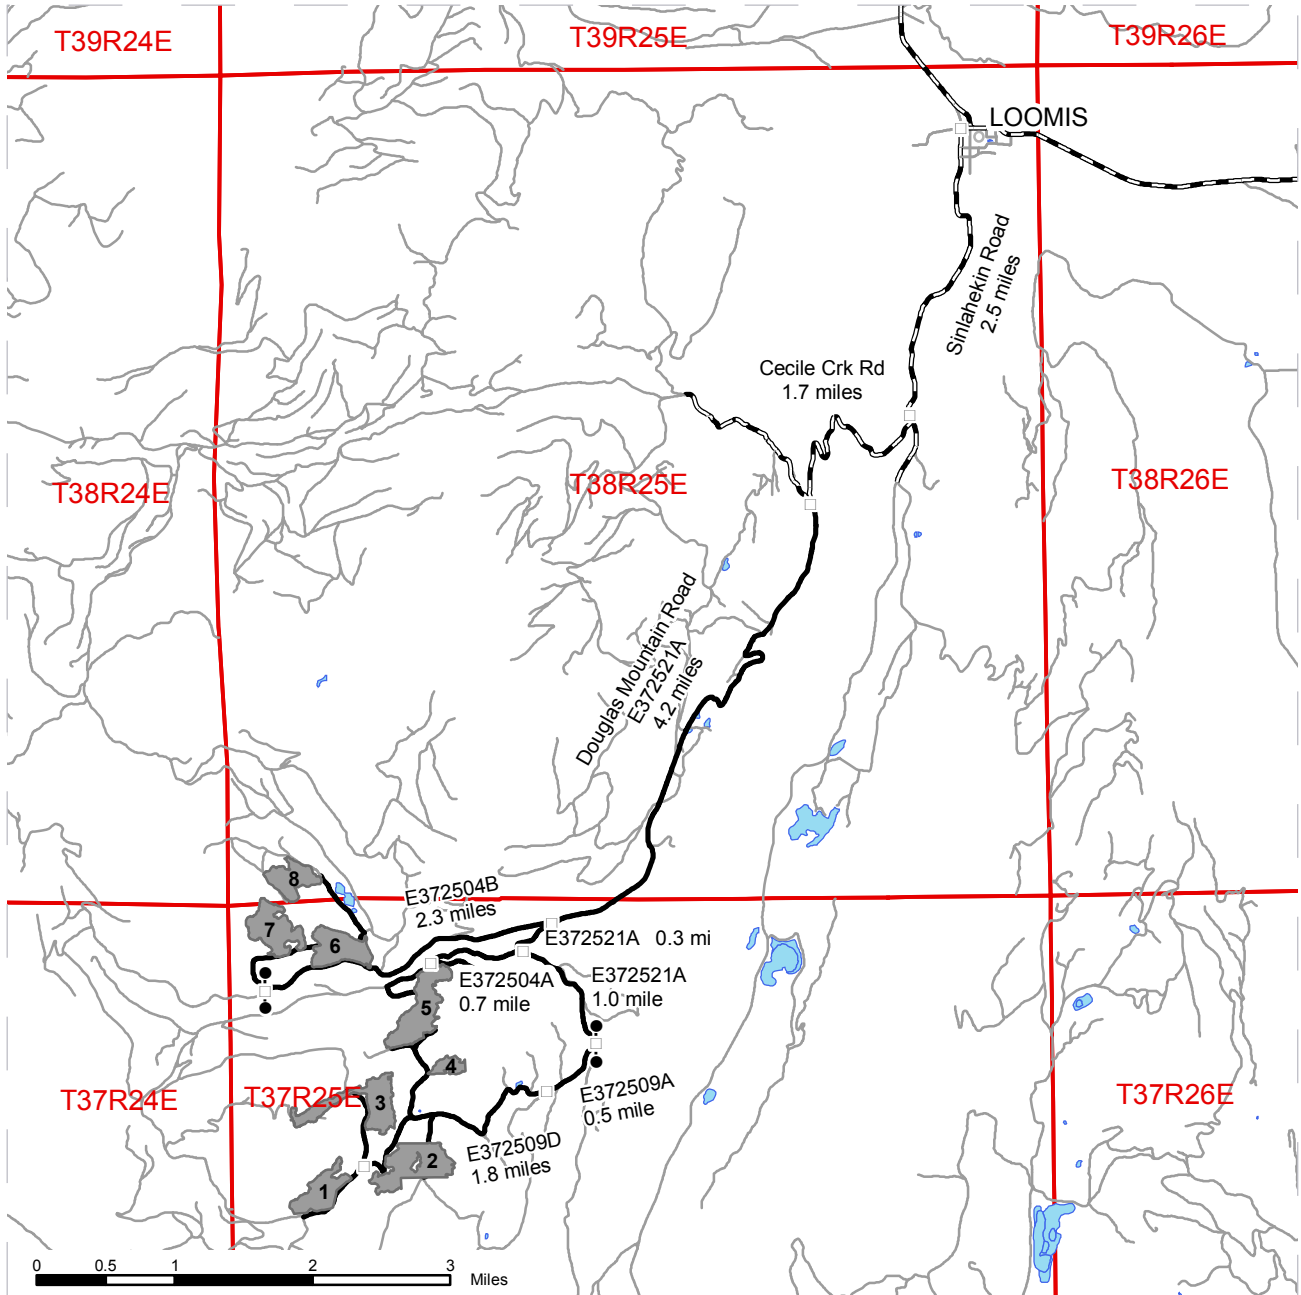 T39R24E
T39R25E
T39R26E
LOOMIS
Sinlahekin Road
2.5 miles
Cecile Crk Rd
1.7 miles
T38R24E
T38R25E
T38R26E
Douglas Mountain Road
E372521A
4.2 miles
8
7
6
E372504B
2.3 miles
E372521A 0.3 mi
E372504A
0.7 mile
E372521A
1.0 mile
5
4
3
2
1
T37R24E
T37R25E
T37R26E
E372509A
0.5 mile
E372509D
1.8 miles
0 0.5 1 2 3
Miles